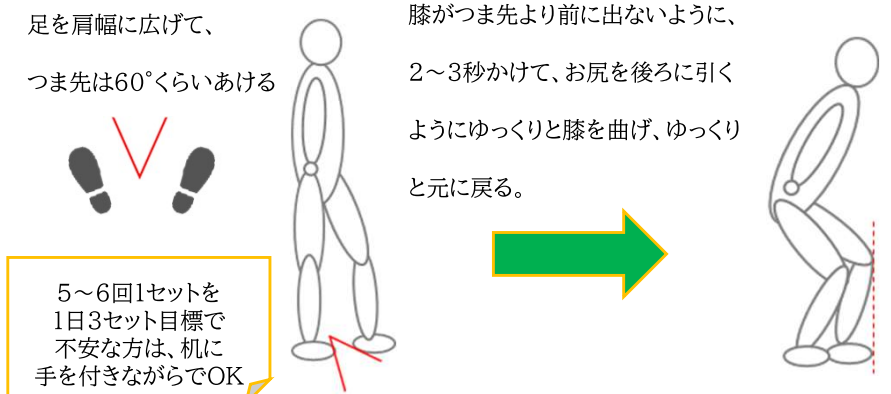 足を肩幅に広げて、
つま先は60°くらいあける
膝がつま先より前に出ないように、
2～3秒かけて、お尻を後ろに引く
ようにゆっくりと膝を曲げ、ゆっくり
と元に戻る。
5～6回1セットを
1日3セット目標で
不安な方は、机に
手を付きながらでOK